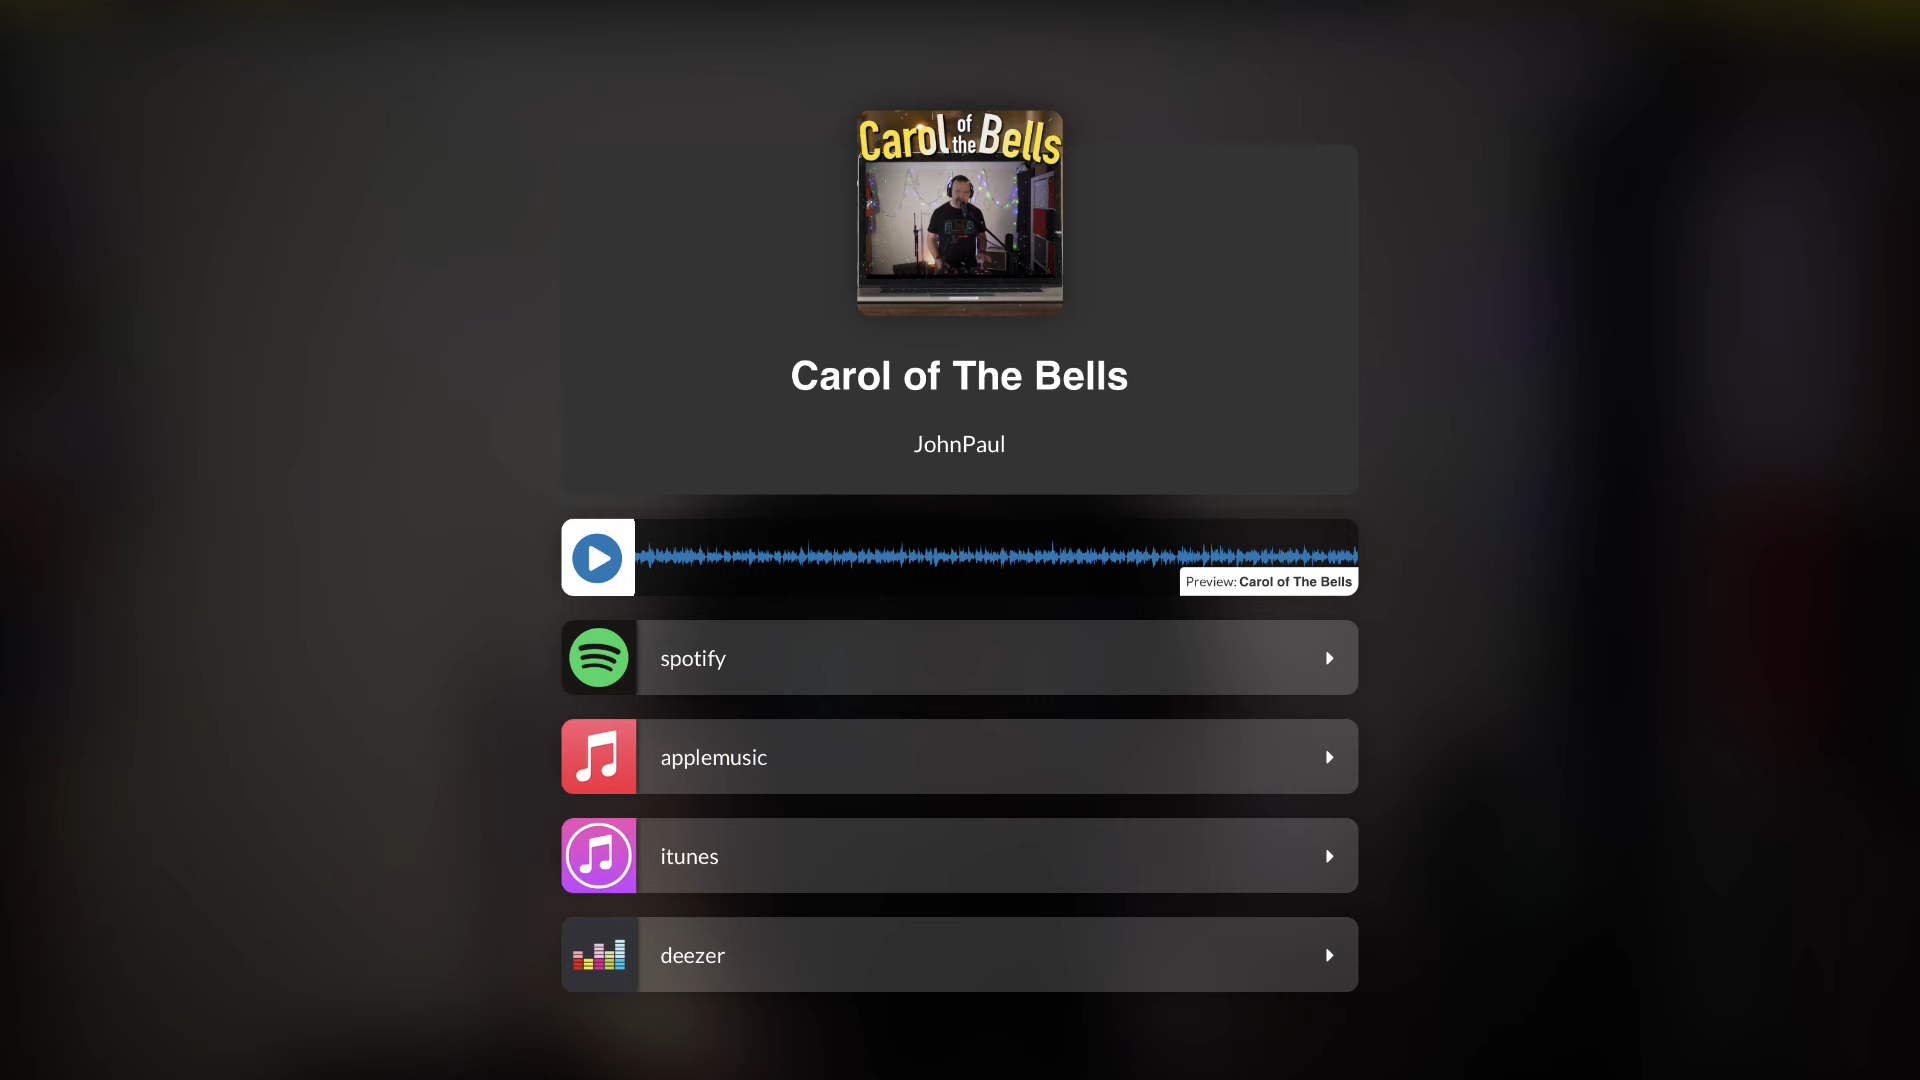 Carol of the Bells
Carol of The Bells
JohnPaul
Preview: Carol of The Bells
spotify
applemusic
itunes
deezer